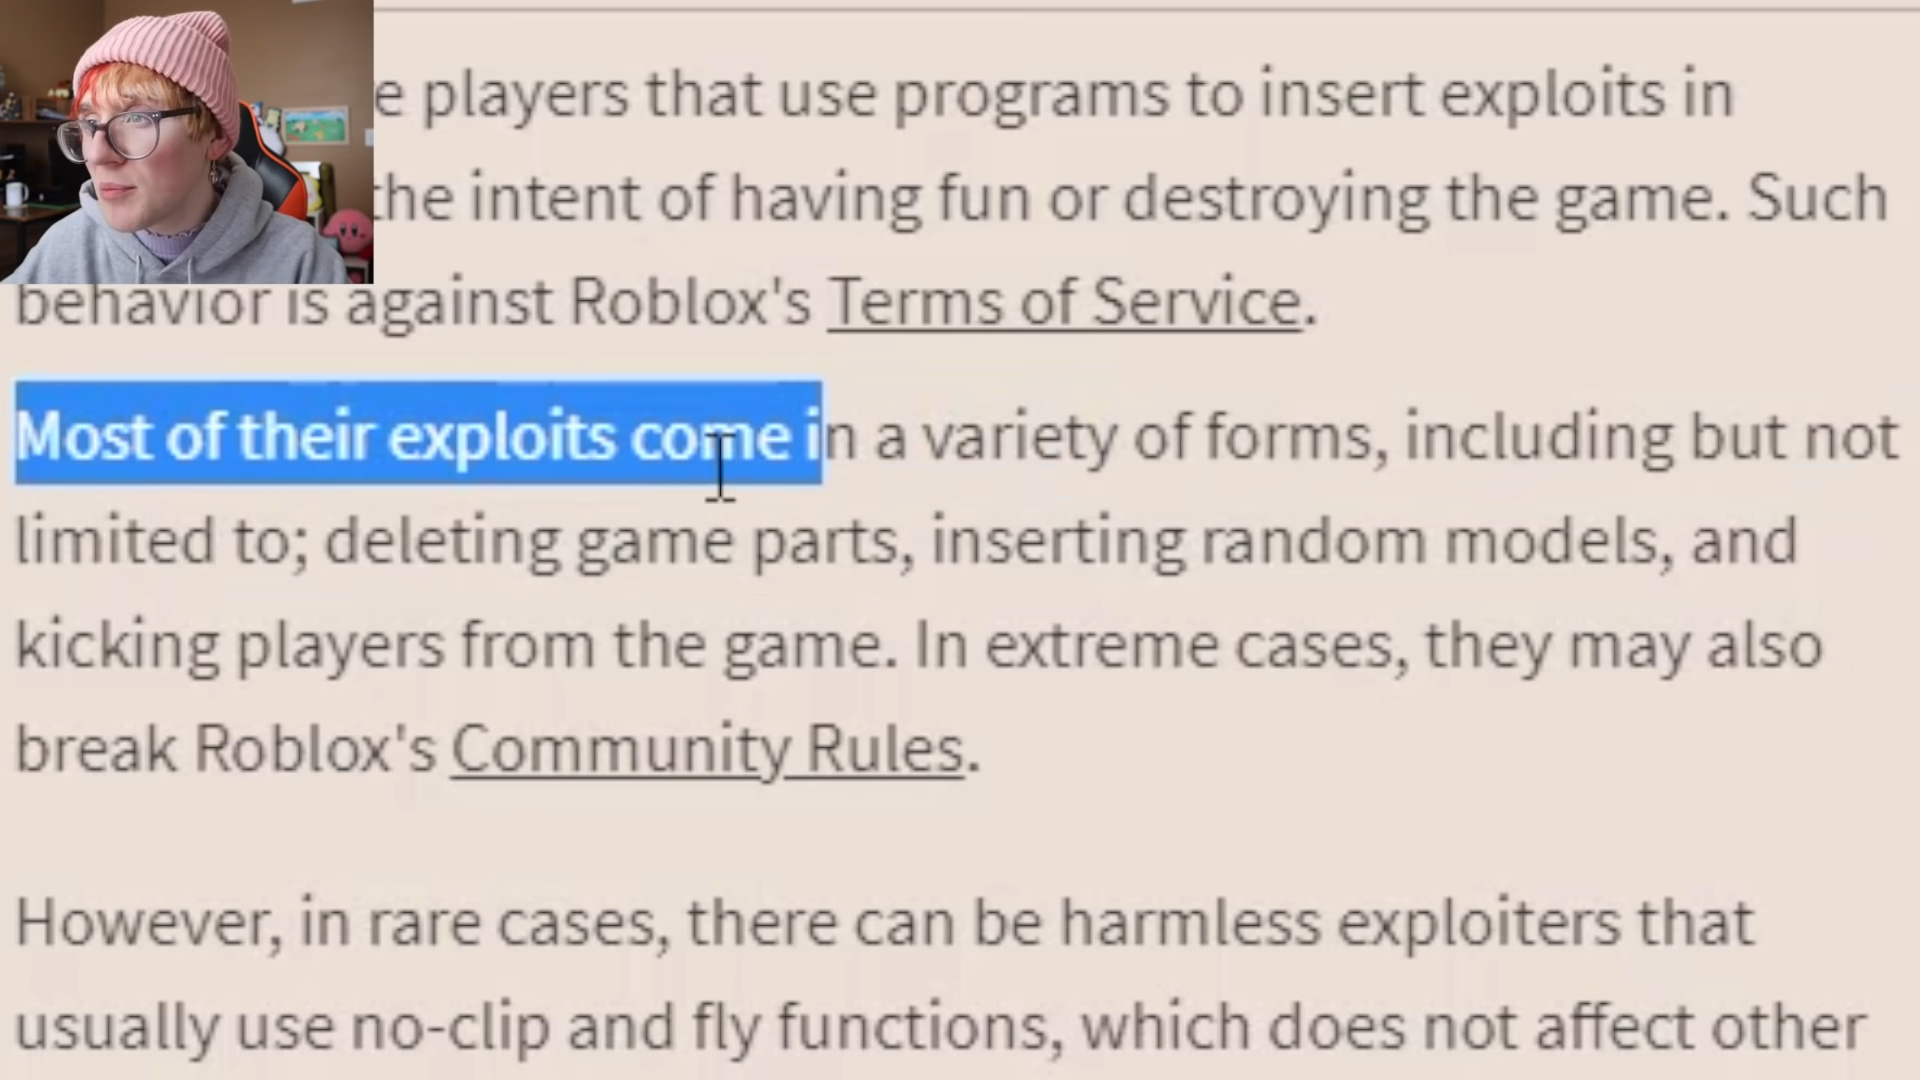 e players that use programs to insert exploits in
the intent of having fun or destroying the game. Such
behavior is against Roblox's Terms of Service.
Most of their exploits come in a variety of forms, including but not
limited to; deleting game parts, inserting random models, and
kicking players from the game. In extreme cases, they may also
break Roblox's Community Rules.
However, in rare cases, there can be harmless exploiters that
usually use no-clip and fly functions, which does not affect other